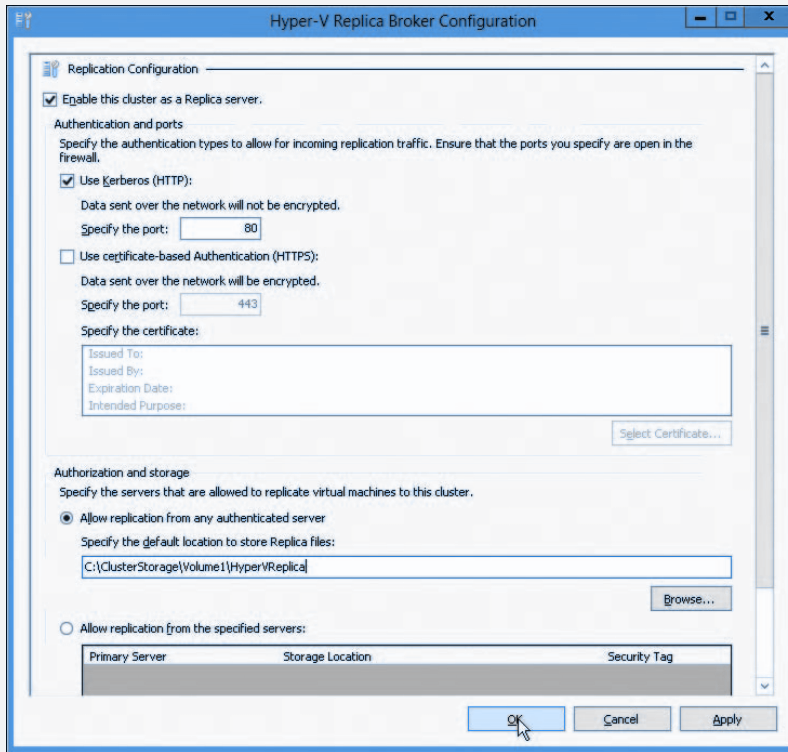 Hyper-V Replica Broker Configuration
Replication Configuration
Enable this cluster as a Replica server.
Authentication and ports
Specify the authentication types to allow for incoming replication traffic. Ensure that the ports you specify are open in the
firewall.
Use Kerberos (HTTP):
Data sent over the network will not be encrypted.
Specify the port: 80
Use certificate-based Authentication (HTTPS):
Data sent over the network will be encrypted.
Specify the port: 443
Specify the certificate:
Issued To:
Issued By:
Expiration Date:
Intended Purpose:
Select Certificate...
Authorization and storage
Specify the servers that are allowed to replicate virtual machines to this cluster.
Allow replication from any authenticated server
Specify the default location to store Replica files:
C:\ClusterStorage\Volume1\HyperVReplica
Browse...
Allow replication from the specified servers:
Primary Server Storage Location Security Tag
OK Cancel Apply